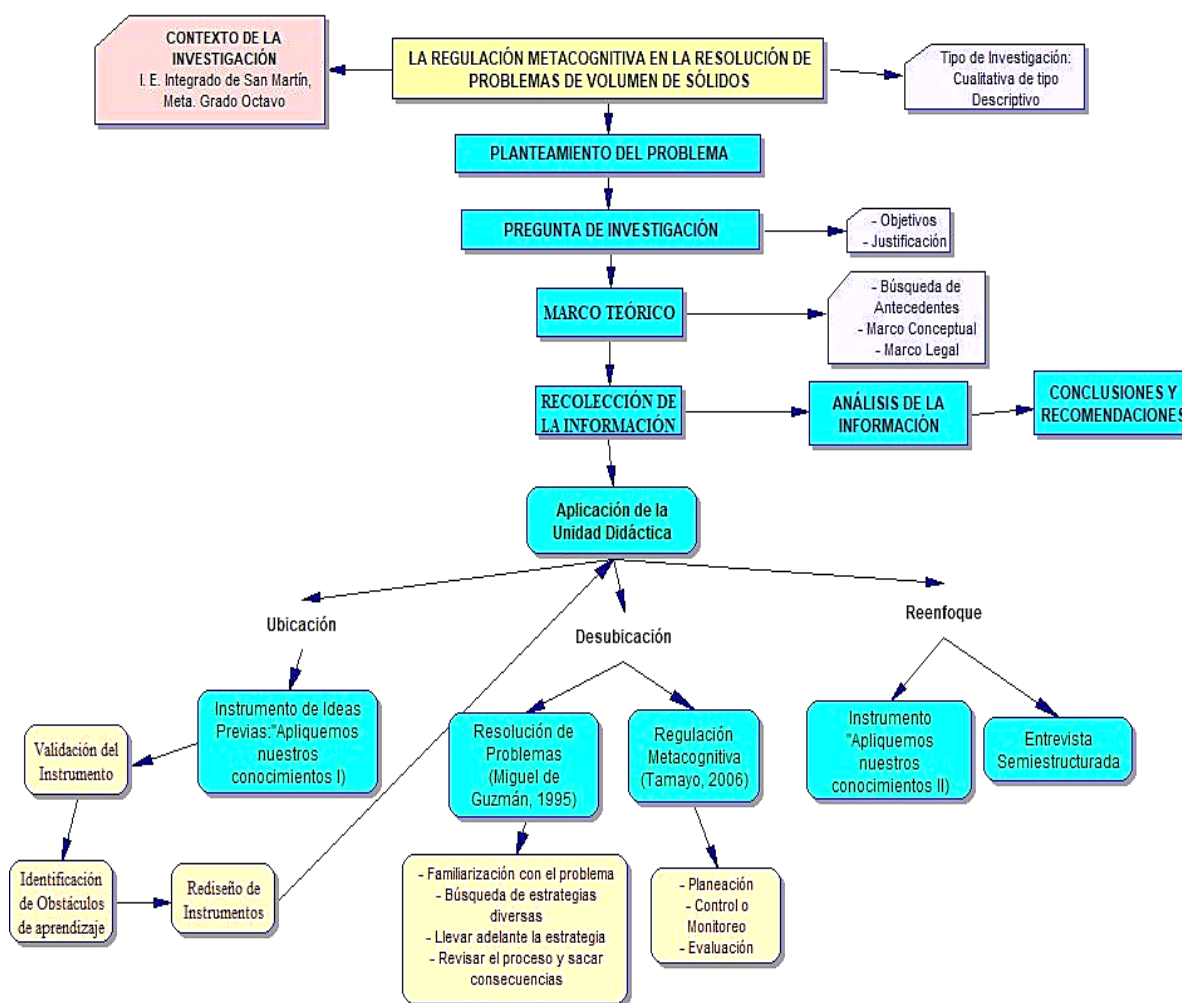 CONTEXTO DE LA
INVESTIGACIÓN
I. E. Integrado de San Martín,
Meta. Grado Octavo
LA REGULACIÓN METACOGNITIVA EN LA RESOLUCIÓN DE
PROBLEMAS DE VOLUMEN DE SÓLIDOS
Tipo de Investigación:
Cualitativa de tipo
Descriptivo
PLANTEAMIENTO DEL PROBLEMA
PREGUNTA DE INVESTIGACIÓN
- Objetivos
- Justificación
MARCO TEÓRICO
- Búsqueda de
Antecedentes
- Marco Conceptual
- Marco Legal
RECOLECCIÓN DE
LA INFORMACIÓN
ANÁLISIS DE LA
INFORMACIÓN
CONCLUSIONES Y
RECOMENDACIONES
Aplicación de la
Unidad Didáctica
Ubicación
Desubicación
Reenfoque
Instrumento de Ideas
Previas:"Apliquemos
nuestros
conocimientos I)
Validación del
Instrumento
Identificación
de Obstáculos
de aprendizaje
Rediseño de
Instrumentos
Resolución de
Problemas
(Miguel de
Guzmán, 1995)
Regulación
Metacognitiva
(Tamayo, 2006)
Instrumento
"Apliquemos
nuestros
conocimientos II)
Entrevista
Semiestructurada
- Familiarización con el problema
- Búsqueda de estrategias
diversas
- Llevar adelante la estrategia
- Revisar el proceso y sacar
consecuencias
- Planeación
- Control o
Monitoreo
- Evaluación